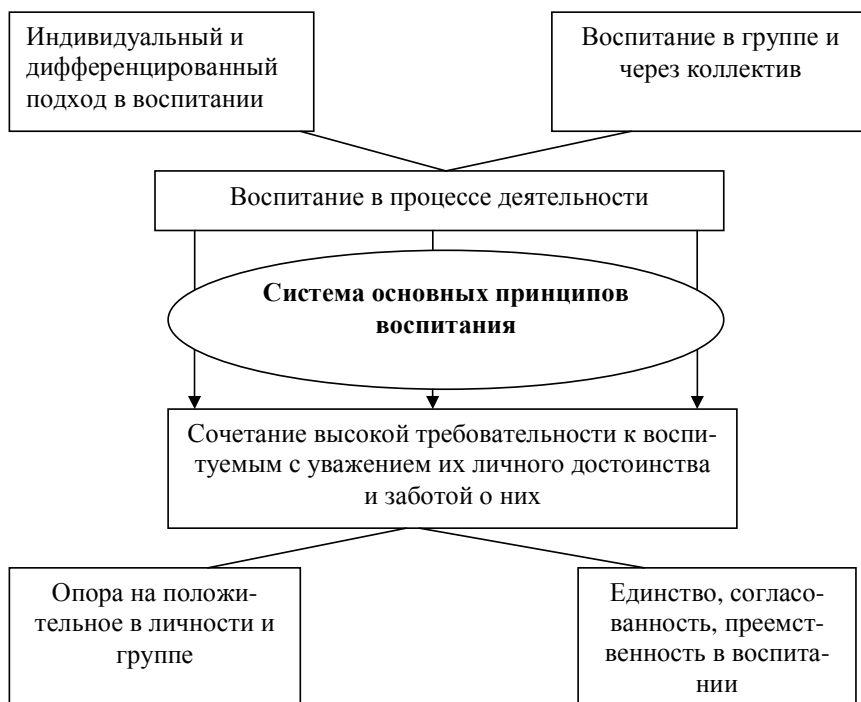 Индивидуальный и
дифференцированный
подход в воспитании
Воспитание в группе и
через коллектив
Воспитание в процессе деятельности
Система основных принципов
воспитания
Сочетание высокой требовательности к воспи-
туемым с уважением их личного достоинства
и заботой о них
Опора на положи-
тельное в личности и
группе
Единство, согласо-
ванность, преемст-
венность в воспита-
нии